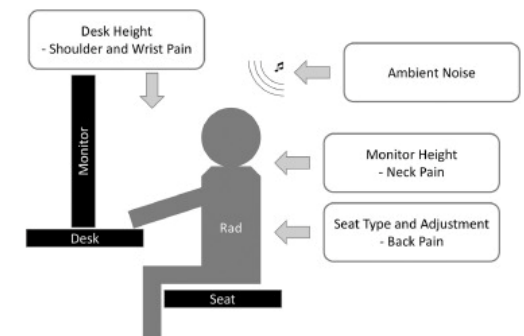 Desk Height
- Shoulder and Wrist Pain
Ambient Noise
Monitor
Monitor Height
- Neck Pain
Rad
Seat Type and Adjustment
- Back Pain
Desk
Seat